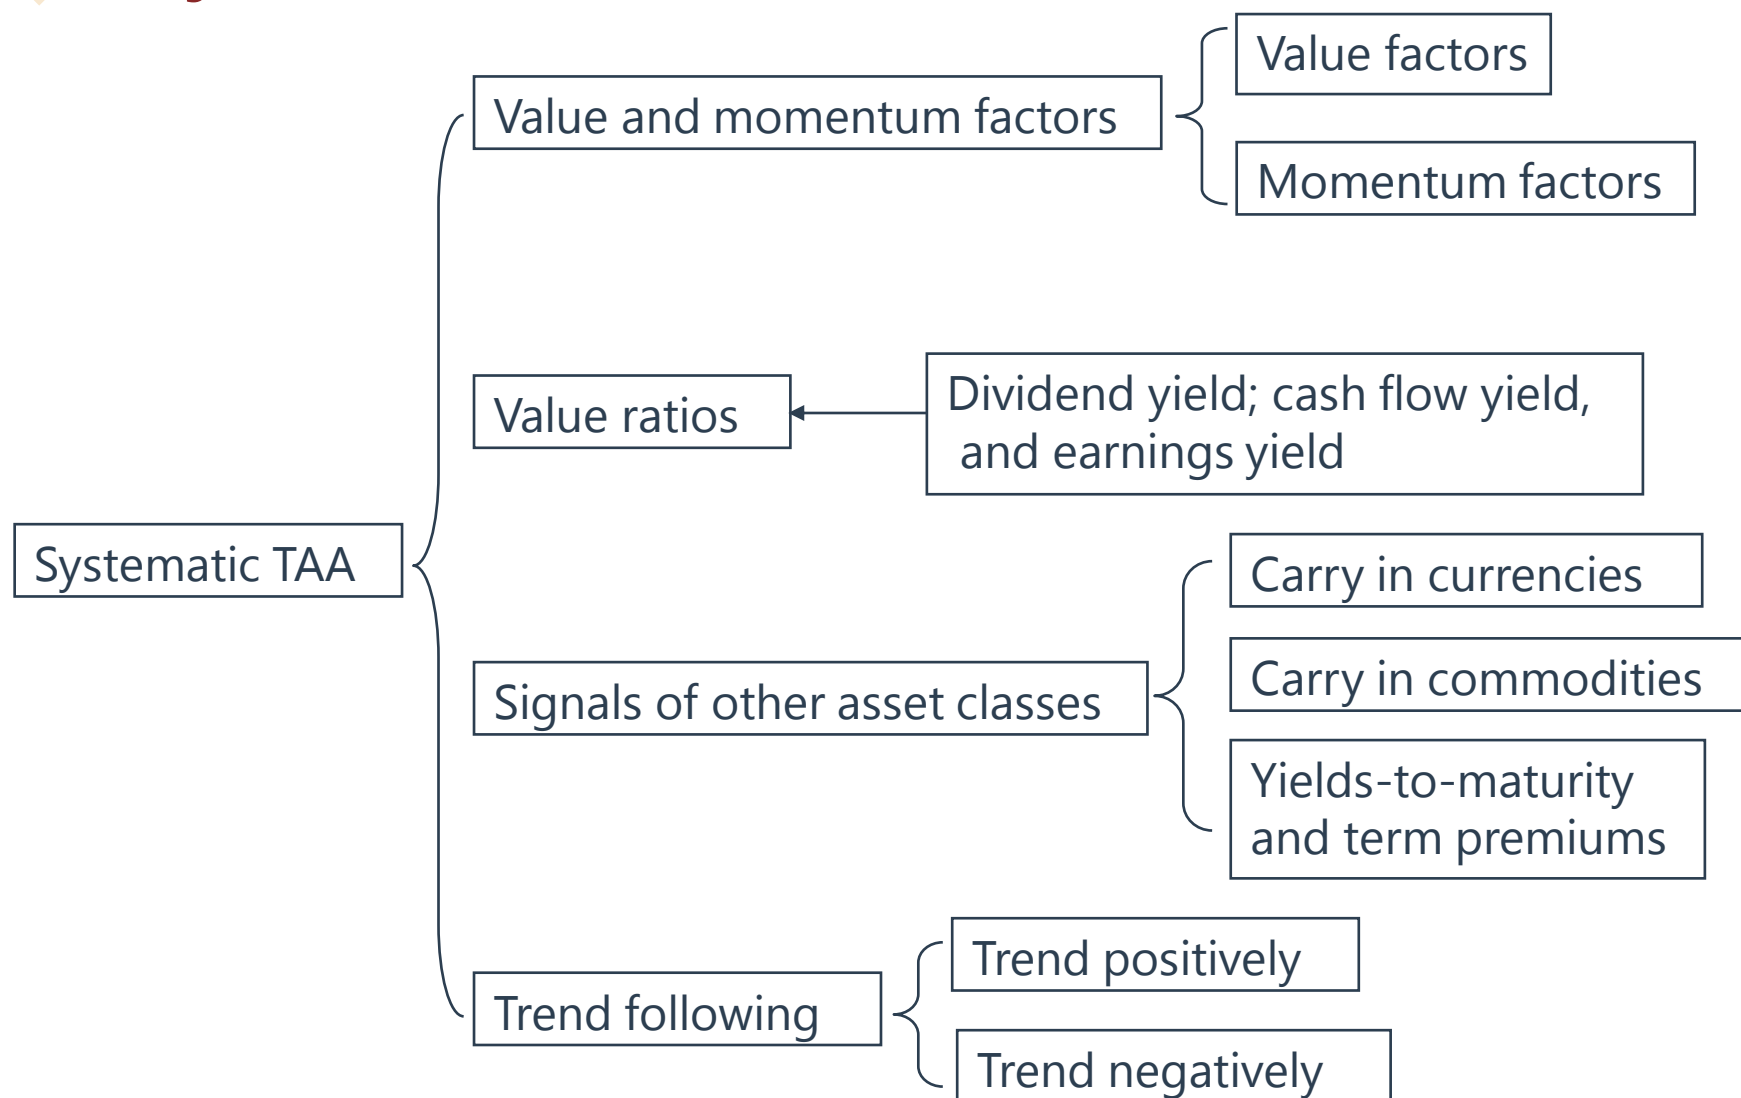 Value factors
Value and momentum factors
Momentum factors
Value ratios
Dividend yield; cash flow yield,
and earnings yield
Systematic TAA
Carry in currencies
Carry in commodities
Signals of other asset classes
Yields-to-maturity
and term premiums
Trend positively
Trend following
Trend negatively